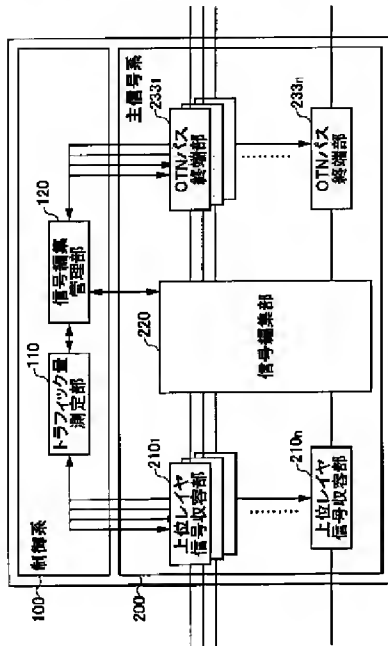 制御系
100
110
トラフィック量
測定部
120
信号編集
管理部
200
主信号系
210₁
上位レイヤ
信号収容部
220
信号編集部
233₁
OTNパス
終端部
210ₙ
上位レイヤ
信号収容部
233ₙ
OTNパス
終端部